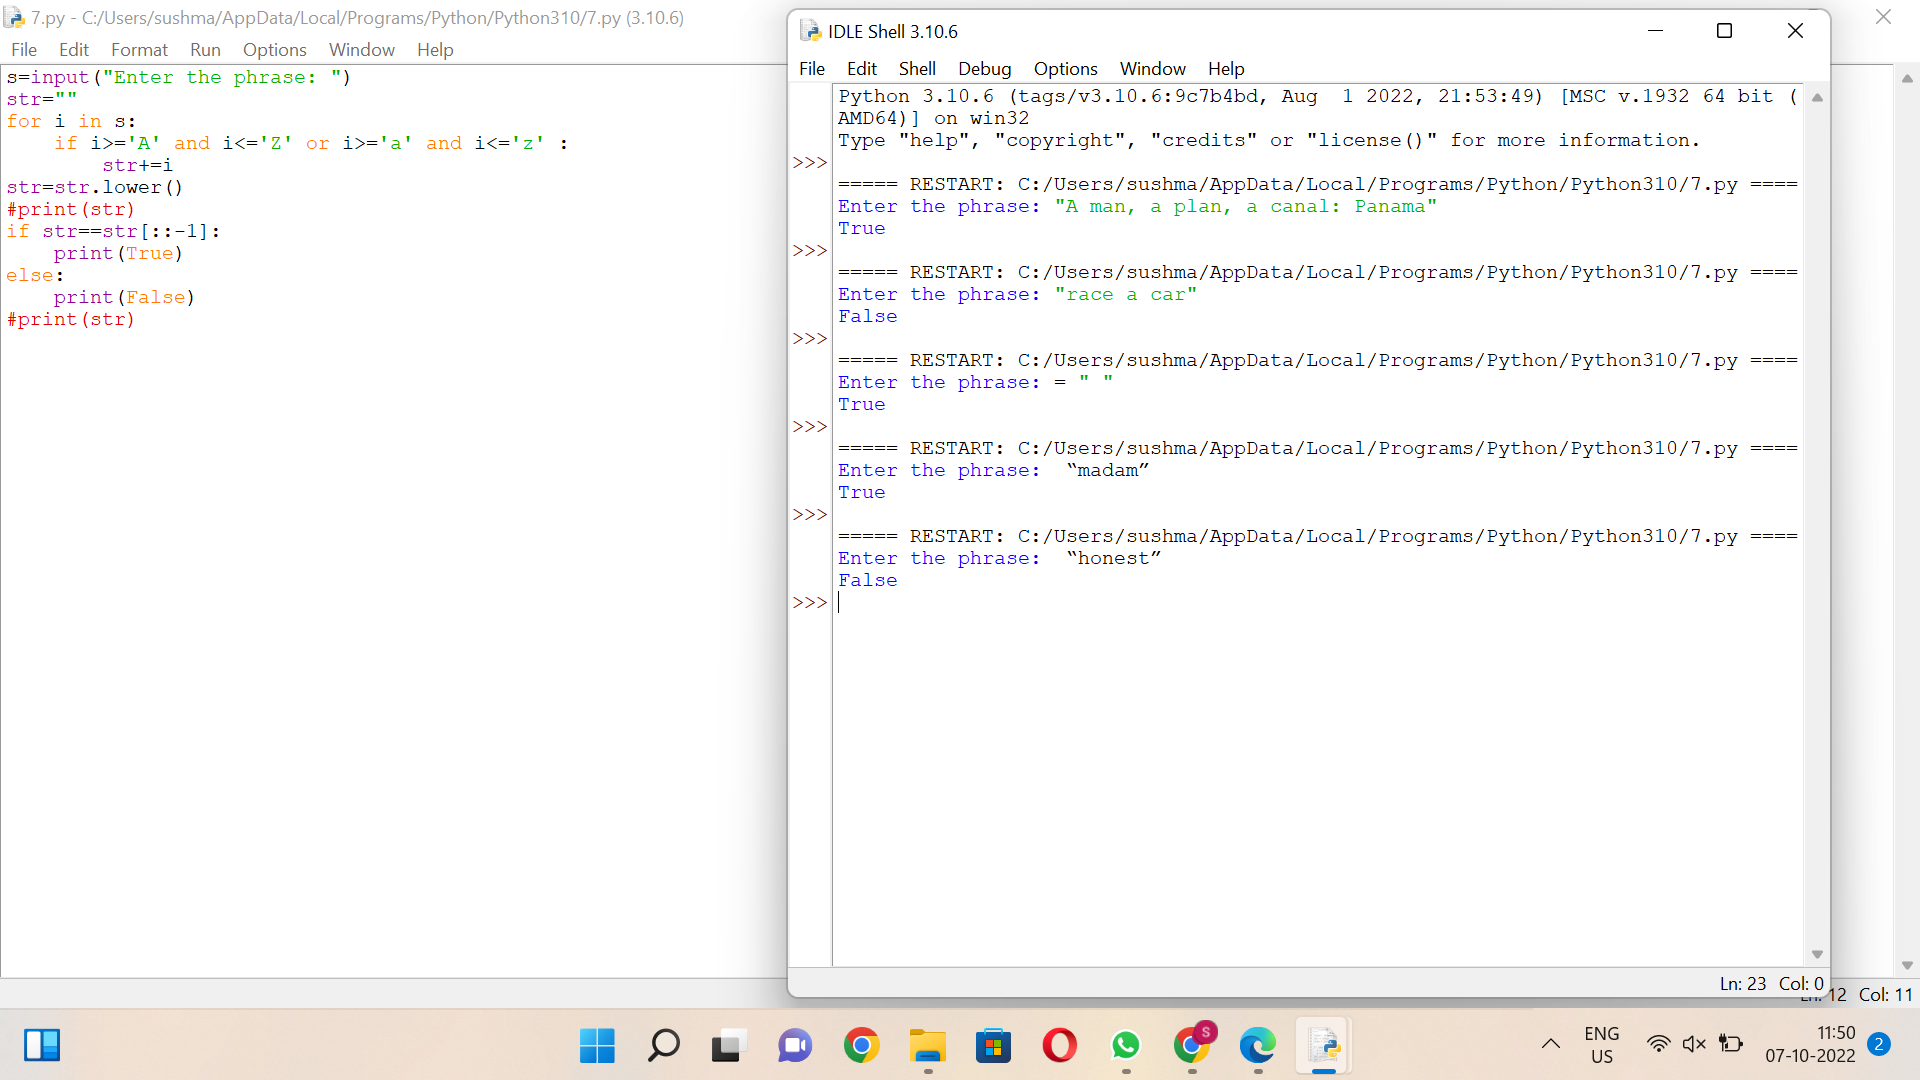 7.py - C:/Users/sushma/AppData/Local/Programs/Python/Python310/7.py (3.10.6)
File Edit Format Run Options Window Help
s=input("Enter the phrase: ")
str=""
for i in s:
    if i>='A' and i<='Z' or i>='a' and i<='z' :
        str+=i
str=str.lower()
#print(str)
if str==str[::-1]:
    print(True)
else:
    print(False)
#print(str)
IDLE Shell 3.10.6
File Edit Shell Debug Options Window Help
Python 3.10.6 (tags/v3.10.6:9c7b4bd, Aug  1 2022, 21:53:49) [MSC v.1932 64 bit (
AMD64)] on win32
Type "help", "copyright", "credits" or "license()" for more information.
>>>
===== RESTART: C:/Users/sushma/AppData/Local/Programs/Python/Python310/7.py ====
Enter the phrase: "A man, a plan, a canal: Panama"
True
>>>
===== RESTART: C:/Users/sushma/AppData/Local/Programs/Python/Python310/7.py ====
Enter the phrase: "race a car"
False
>>>
===== RESTART: C:/Users/sushma/AppData/Local/Programs/Python/Python310/7.py ====
Enter the phrase: = " "
True
>>>
===== RESTART: C:/Users/sushma/AppData/Local/Programs/Python/Python310/7.py ====
Enter the phrase:  “madam”
True
>>>
===== RESTART: C:/Users/sushma/AppData/Local/Programs/Python/Python310/7.py ====
Enter the phrase:  “honest”
False
>>>
Ln: 23 Col: 0
12 Col: 11
S
ENG
US
11:50
07-10-2022
2